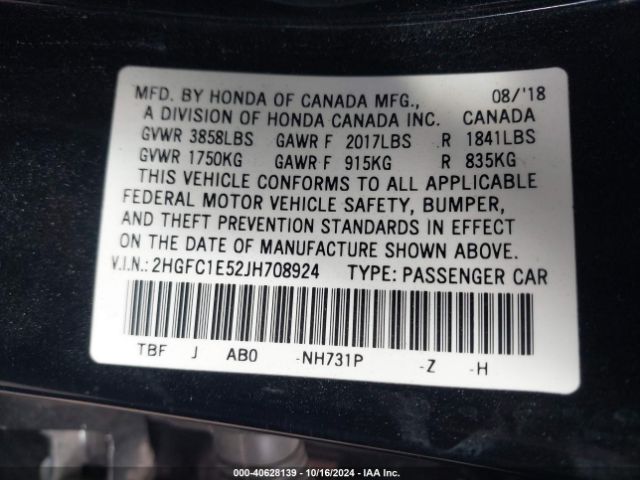 MFD. BY HONDA OF CANADA MFG., 08/'18
A DIVISION OF HONDA CANADA INC. CANADA
GVWR 3858LBS GAWR F 2017LBS R 1841LBS
GVWR 1750KG GAWR F 915KG R 835KG
THIS VEHICLE CONFORMS TO ALL APPLICABLE
FEDERAL MOTOR VEHICLE SAFETY, BUMPER,
AND THEFT PREVENTION STANDARDS IN EFFECT
ON THE DATE OF MANUFACTURE SHOWN ABOVE.
V.I.N.: 2HGFC1E52JH708924 TYPE: PASSENGER CAR
TBF J AB0 -NH731P -Z -H
000-40628139 - 10/16/2024 - IAA Inc.